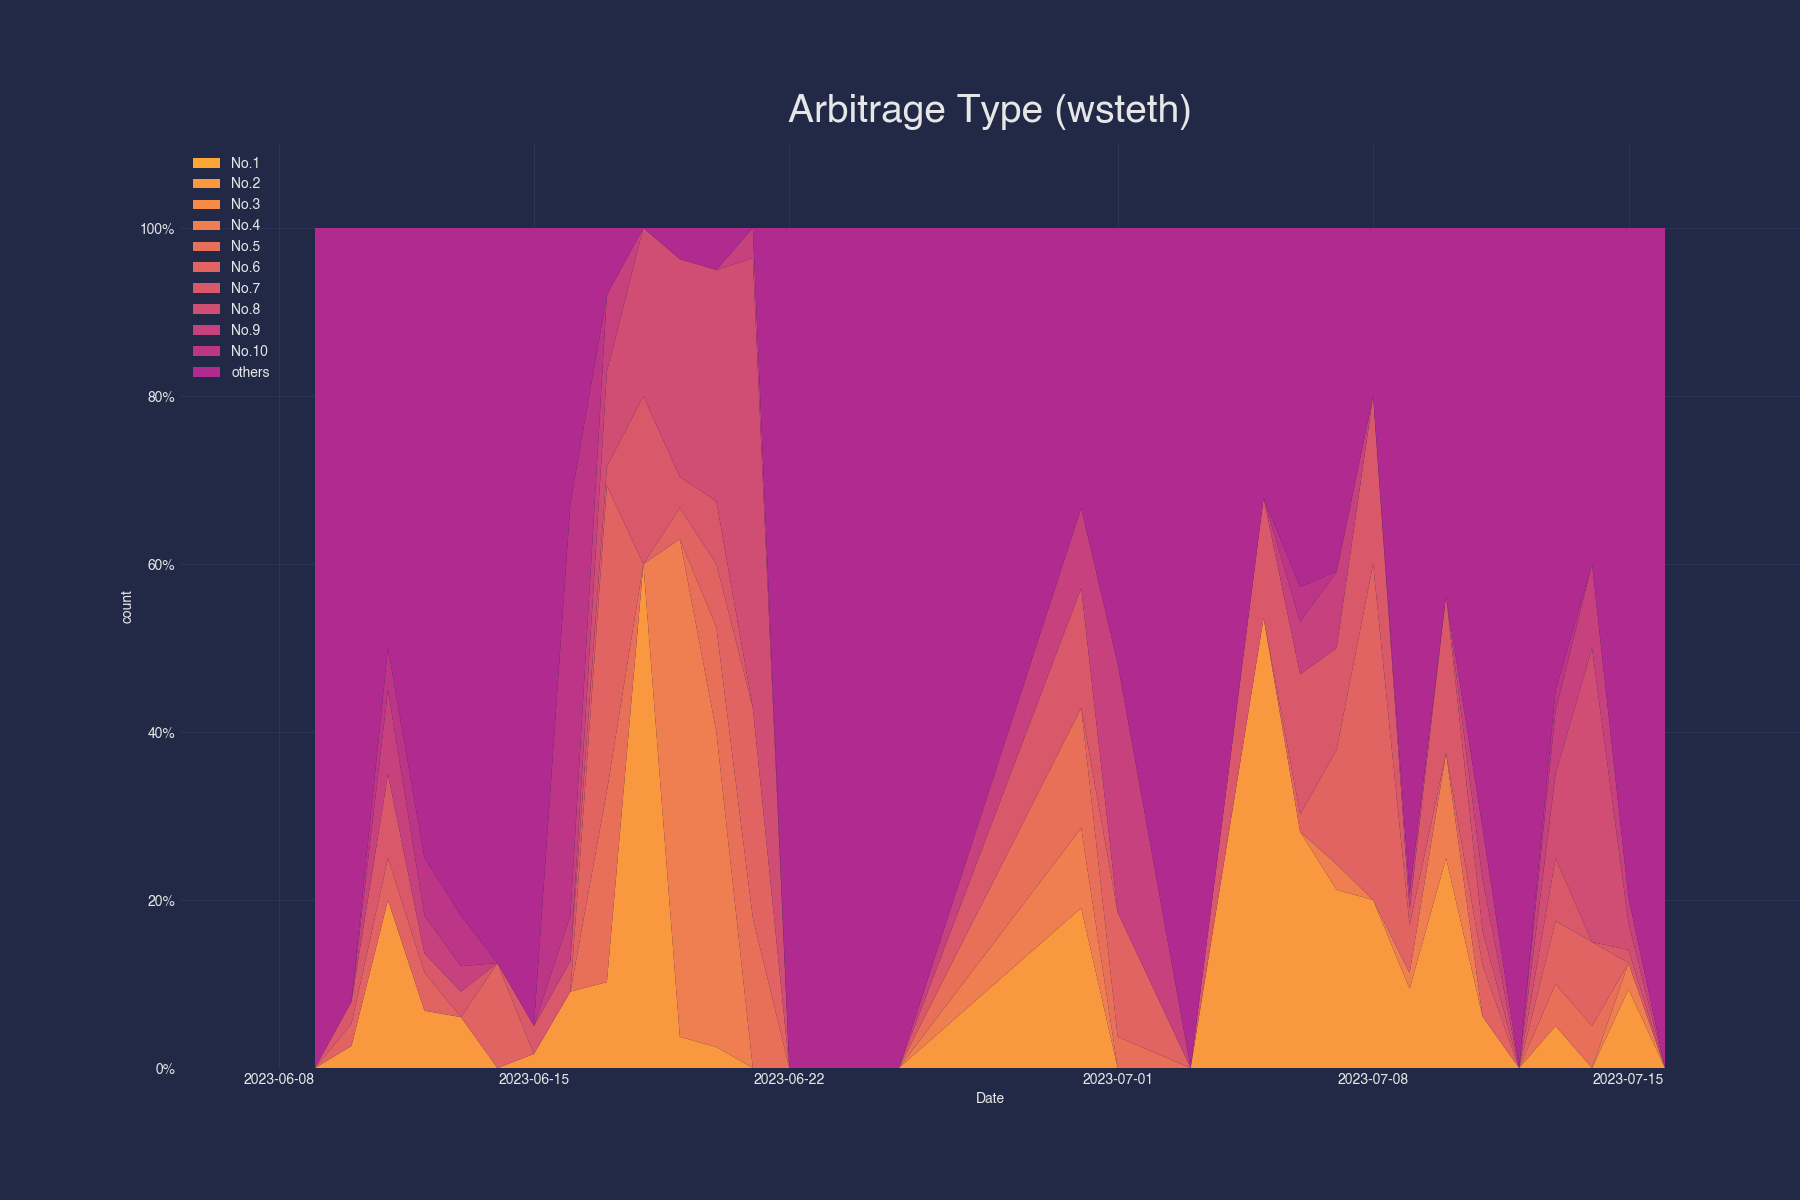 Arbitrage Type (wsteth)
No.1
No.2
No.3
No.4
No.5
No.6
No.7
No.8
No.9
No.10
others
100%
80%
60%
40%
20%
0%
count
2023-06-08 2023-06-15 2023-06-22 2023-07-01 2023-07-08 2023-07-15
Date